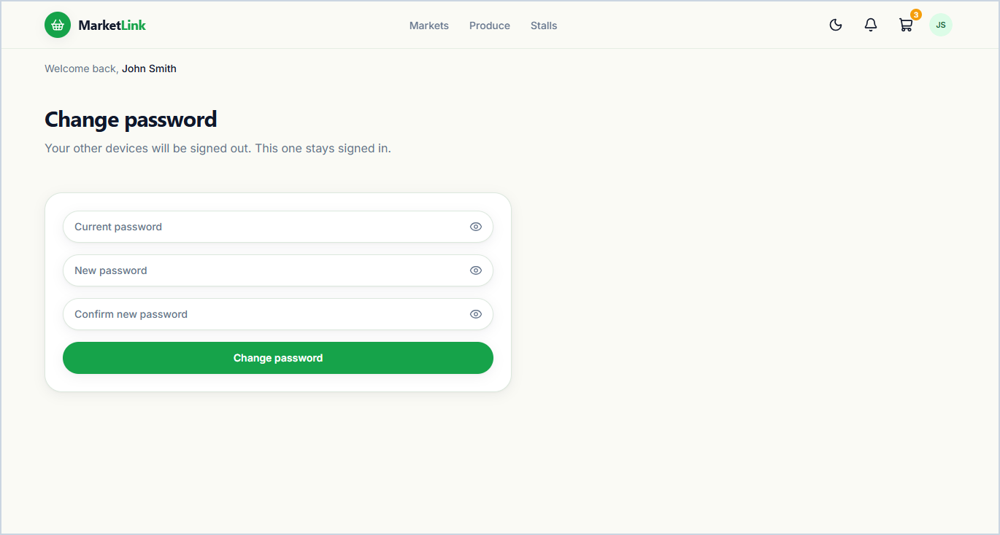 MarketLink
Markets Produce Stalls
3
JS
Welcome back, John Smith
Change password
Your other devices will be signed out. This one stays signed in.
Current password
New password
Confirm new password
Change password